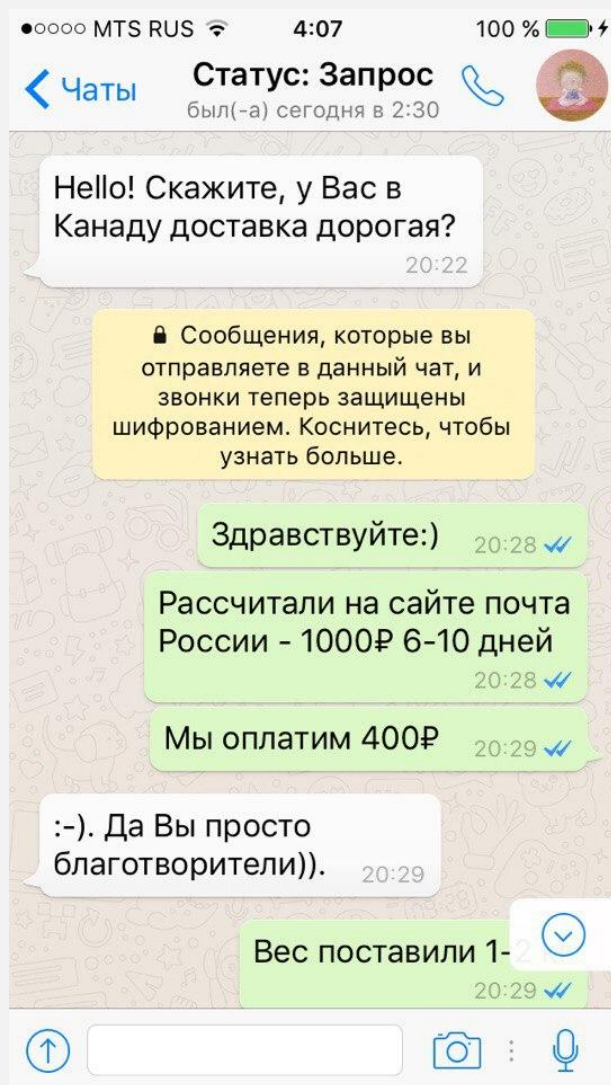 MTS RUS 4:07 100 %
Чаты
Статус: Запрос
был(-а) сегодня в 2:30
Hello! Скажите, у Вас в
Канаду доставка дорогая?
20:22
Сообщения, которые вы
отправляете в данный чат, и
звонки теперь защищены
шифрованием. Коснитесь, чтобы
узнать больше.
Здравствуйте:) 20:28
Рассчитали на сайте почта
России - 1000₽ 6-10 дней
20:28
Мы оплатим 400₽ 20:29
:-). Да Вы просто
благотворители)). 20:29
Вес поставили 1-
20:29